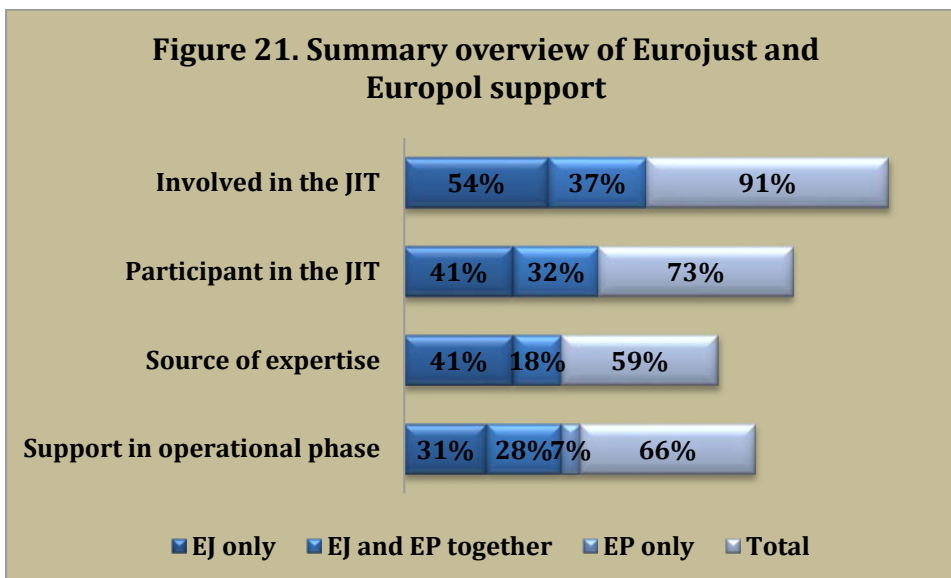 Figure 21. Summary overview of Eurojust and
Europol support
Involved in the JIT
54% 37% 91%
Participant in the JIT
41% 32% 73%
Source of expertise
41% 18% 59%
Support in operational phase
31% 28% 7% 66%
EJ only EJ and EP together EP only Total